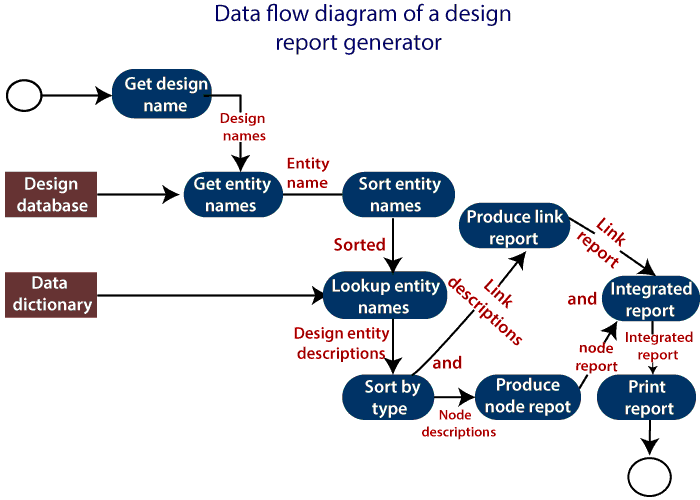 Data flow diagram of a design
report generator
Get design
name
Design
names
Design
database
Get entity
names
Entity
name
Sort entity
names
Sorted
Data
dictionary
Lookup entity
names
Design entity
descriptions
Sort by
type
and
Link
descriptions
Produce link
report
Link
report
and
Integrated
report
Node
descriptions
Produce
node repot
node
report
Integrated
report
Print
report